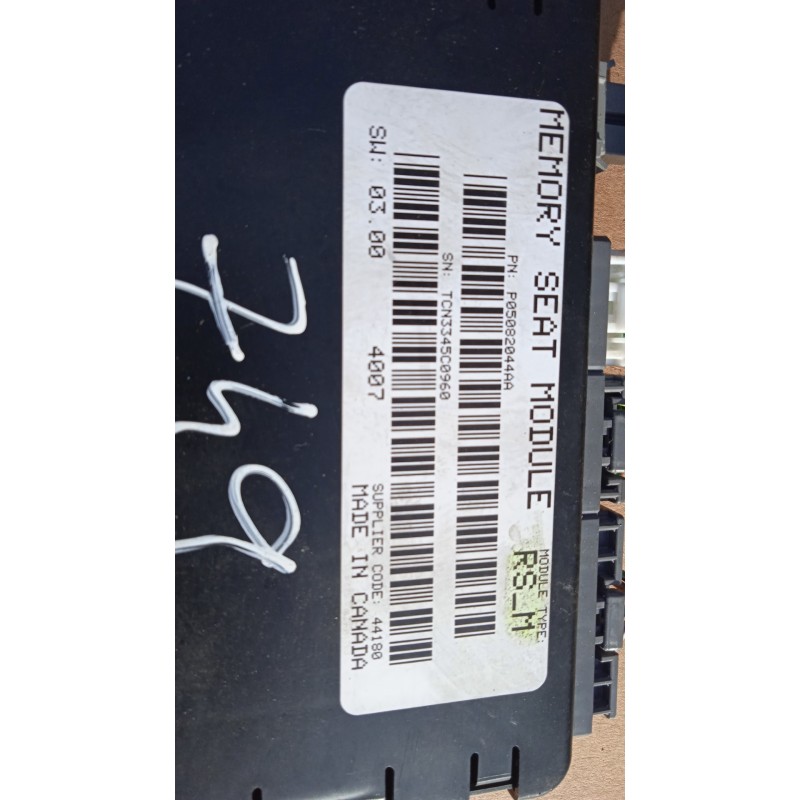 MEMORY SEAT MODULE
MODULE TYPE:
RS_M
PN: P05082044AA
SN: TCN3345C0960
SW: 03.00
4007
SUPPLIER CODE: 44180
MADE IN CANADA
749